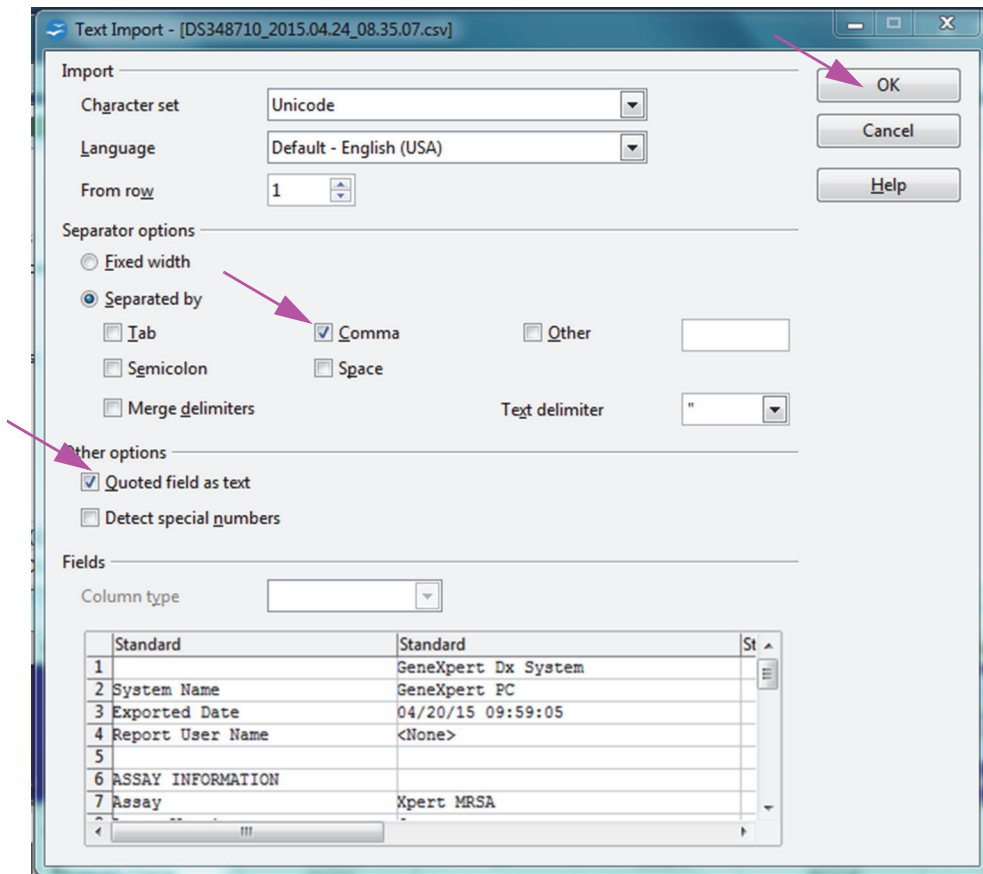 Text Import - [DS348710_2015.04.24_08.35.07.csv]
Import
OK
Character set Unicode
Cancel
Language Default - English (USA)
Help
From row 1
Separator options
Fixed width
Separated by
Tab Comma Other
Semicolon Space
Merge delimiters Text delimiter "
Other options
Quoted field as text
Detect special numbers
Fields
Column type
Standard Standard St
1 GeneXpert Dx System
2 System Name GeneXpert PC
3 Exported Date 04/20/15 09:59:05
4 Report User Name <None>
5
6 ASSAY INFORMATION
7 Assay Xpert MRSA